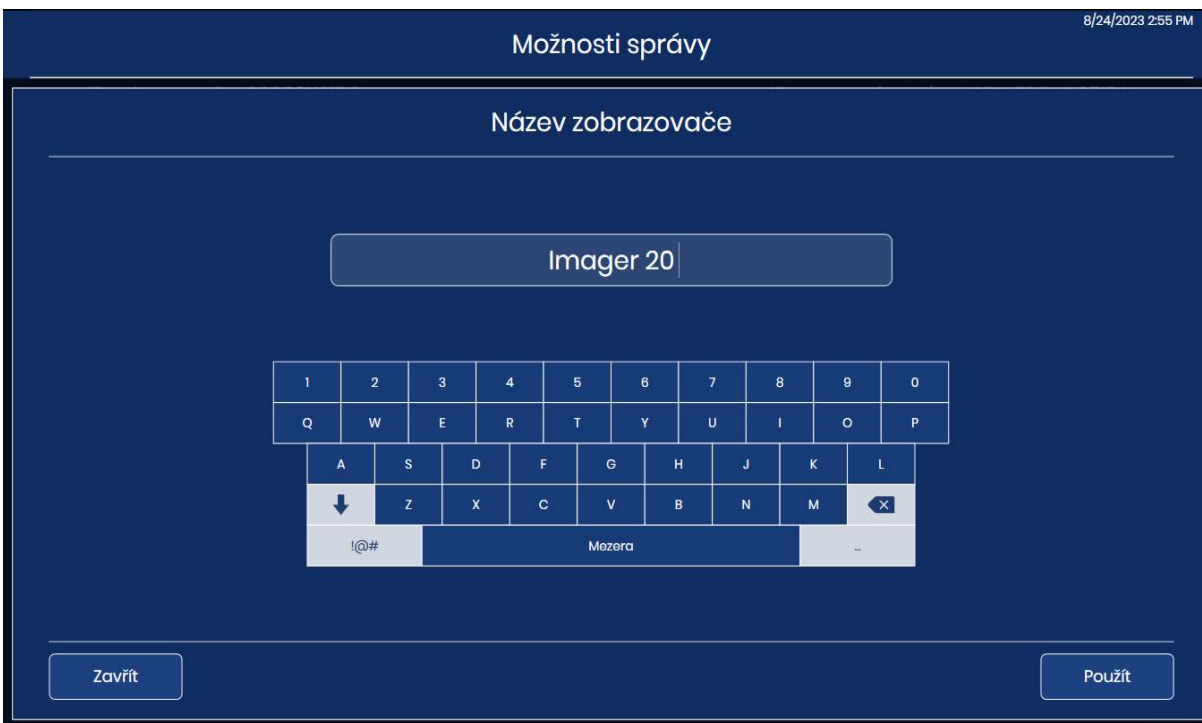 8/24/2023 2:55 PM
Možnosti správy
Název zobrazovače
Imager 20
1 2 3 4 5 6 7 8 9 0
Q W E R T Y U I O P
A S D F G H J K L
Z X C V B N M
!@# Mezera ...
Zavřít Použít